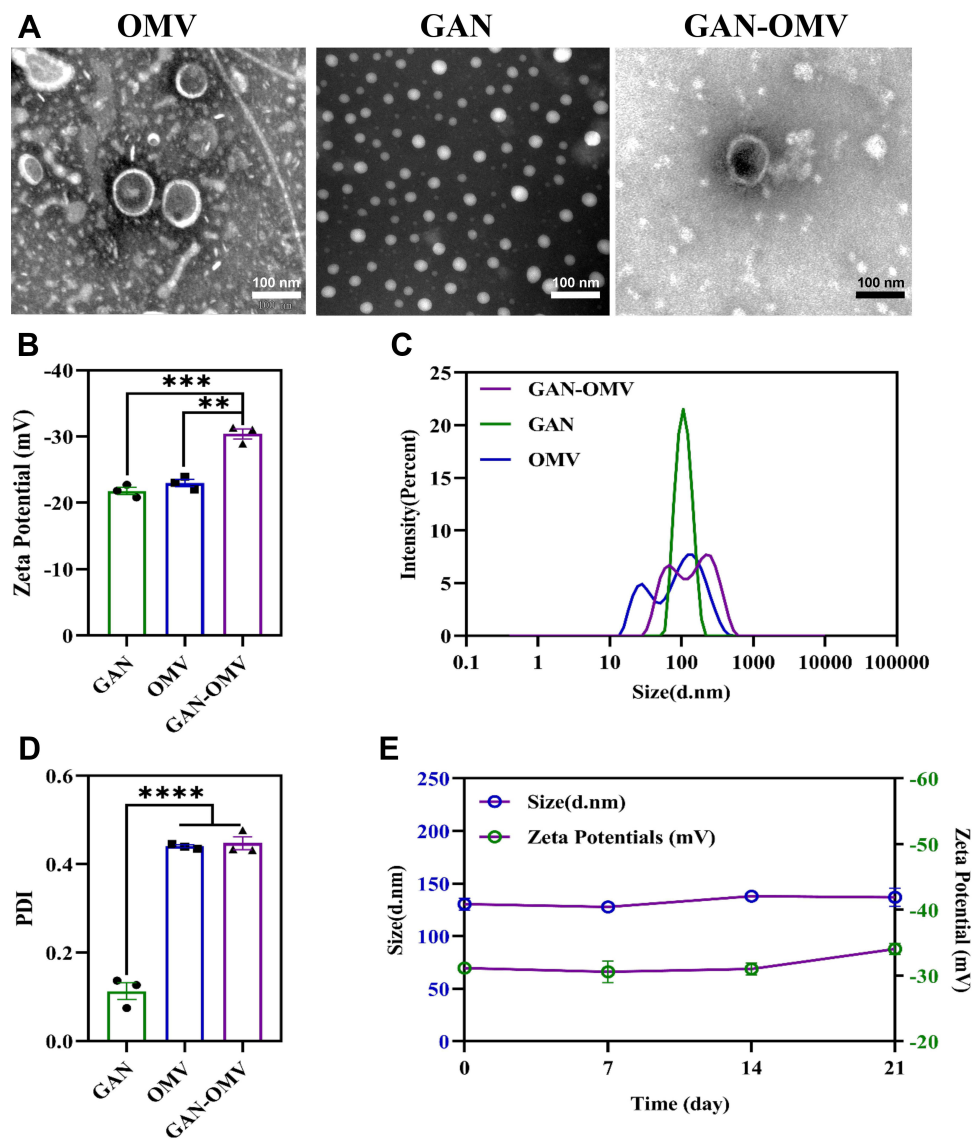 A
OMV
GAN
GAN-OMV
100 nm
100 nm
100 nm
100 nm
B
-40
-30
-20
-10
0
Zeta Potential (mV)
***
**
GAN
OMV
GAN-OMV
C
25
20
15
10
5
0
Intensity(Percent)
GAN-OMV
GAN
OMV
0.1
1
10
100
1000
10000
100000
Size(d.nm)
D
0.6
0.4
0.2
0.0
PDI
****
GAN
OMV
GAN-OMV
E
250
200
150
100
50
0
Size(d.nm)
Size(d.nm)
Zeta Potentials (mV)
-60
-50
-40
-30
-20
Zeta Potential (mV)
0
7
14
21
Time (day)